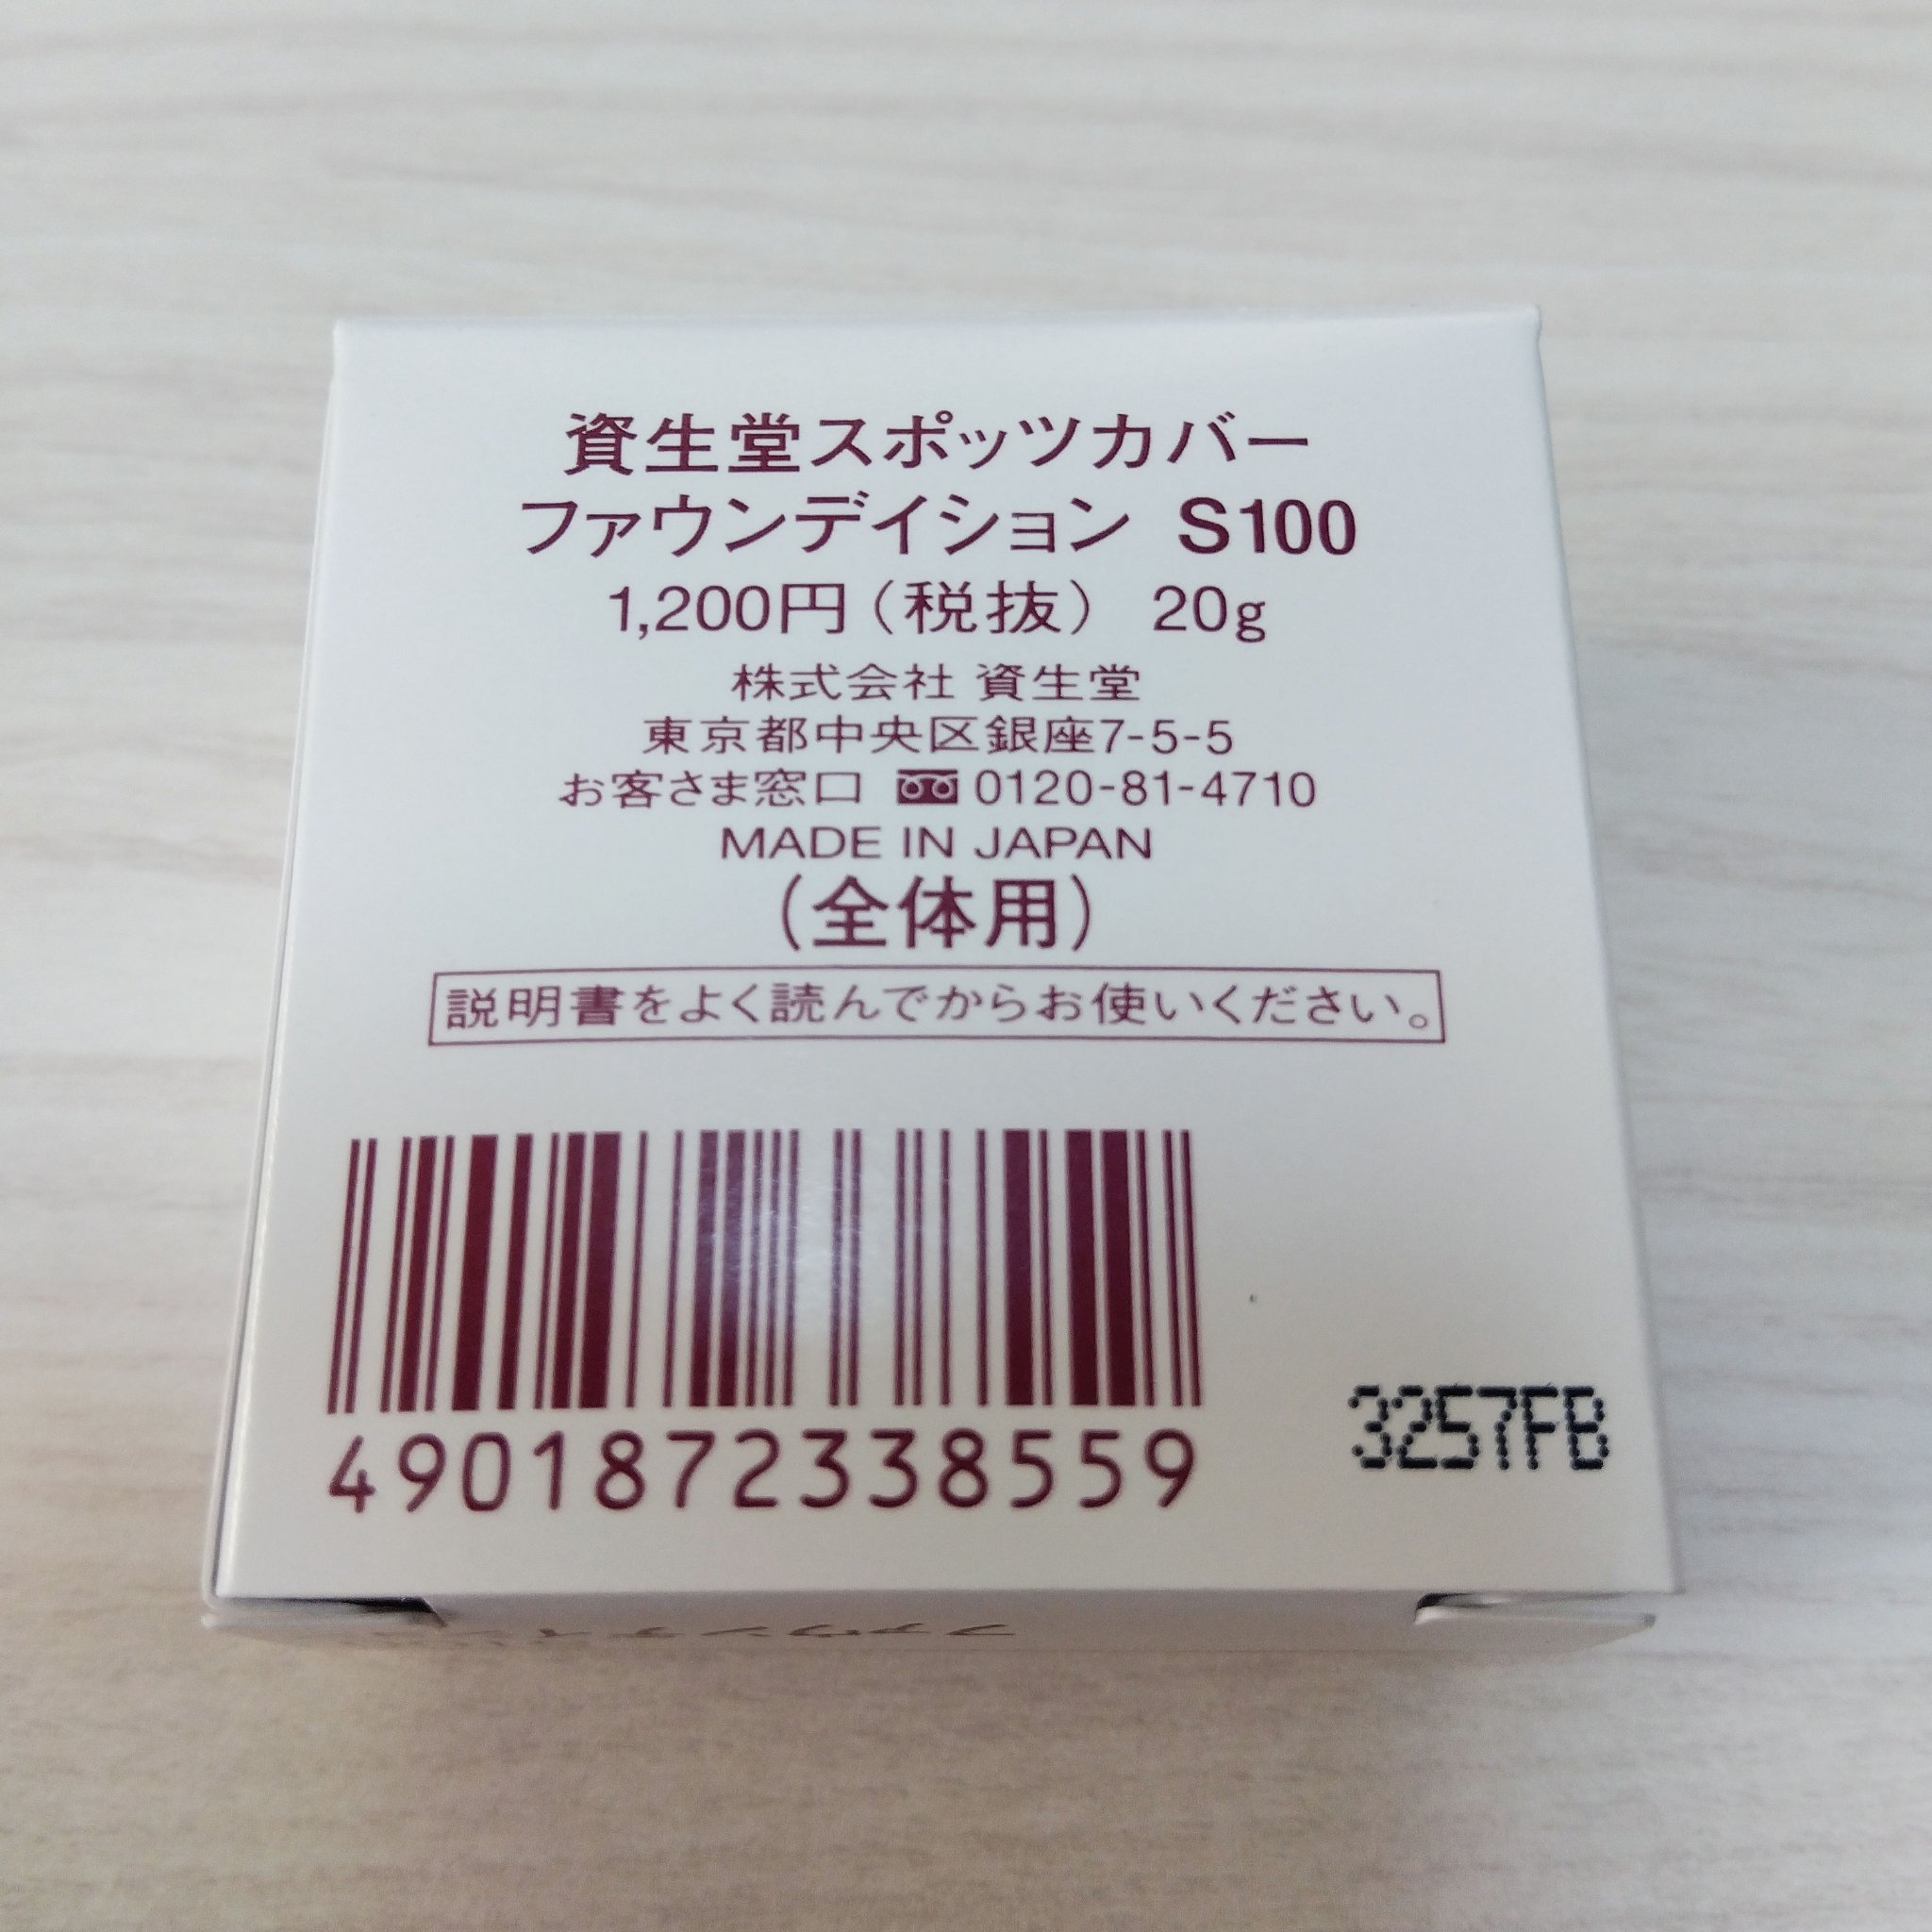 資生堂スポッツカバー
ファウンデイション S100
1,200円（税抜） 20g
株式会社 資生堂
東京都中央区銀座7-5-5
お客さま窓口 0120-81-4710
MADE IN JAPAN
（全体用）
説明書をよく読んでからお使いください。
4901872338559
3257FB